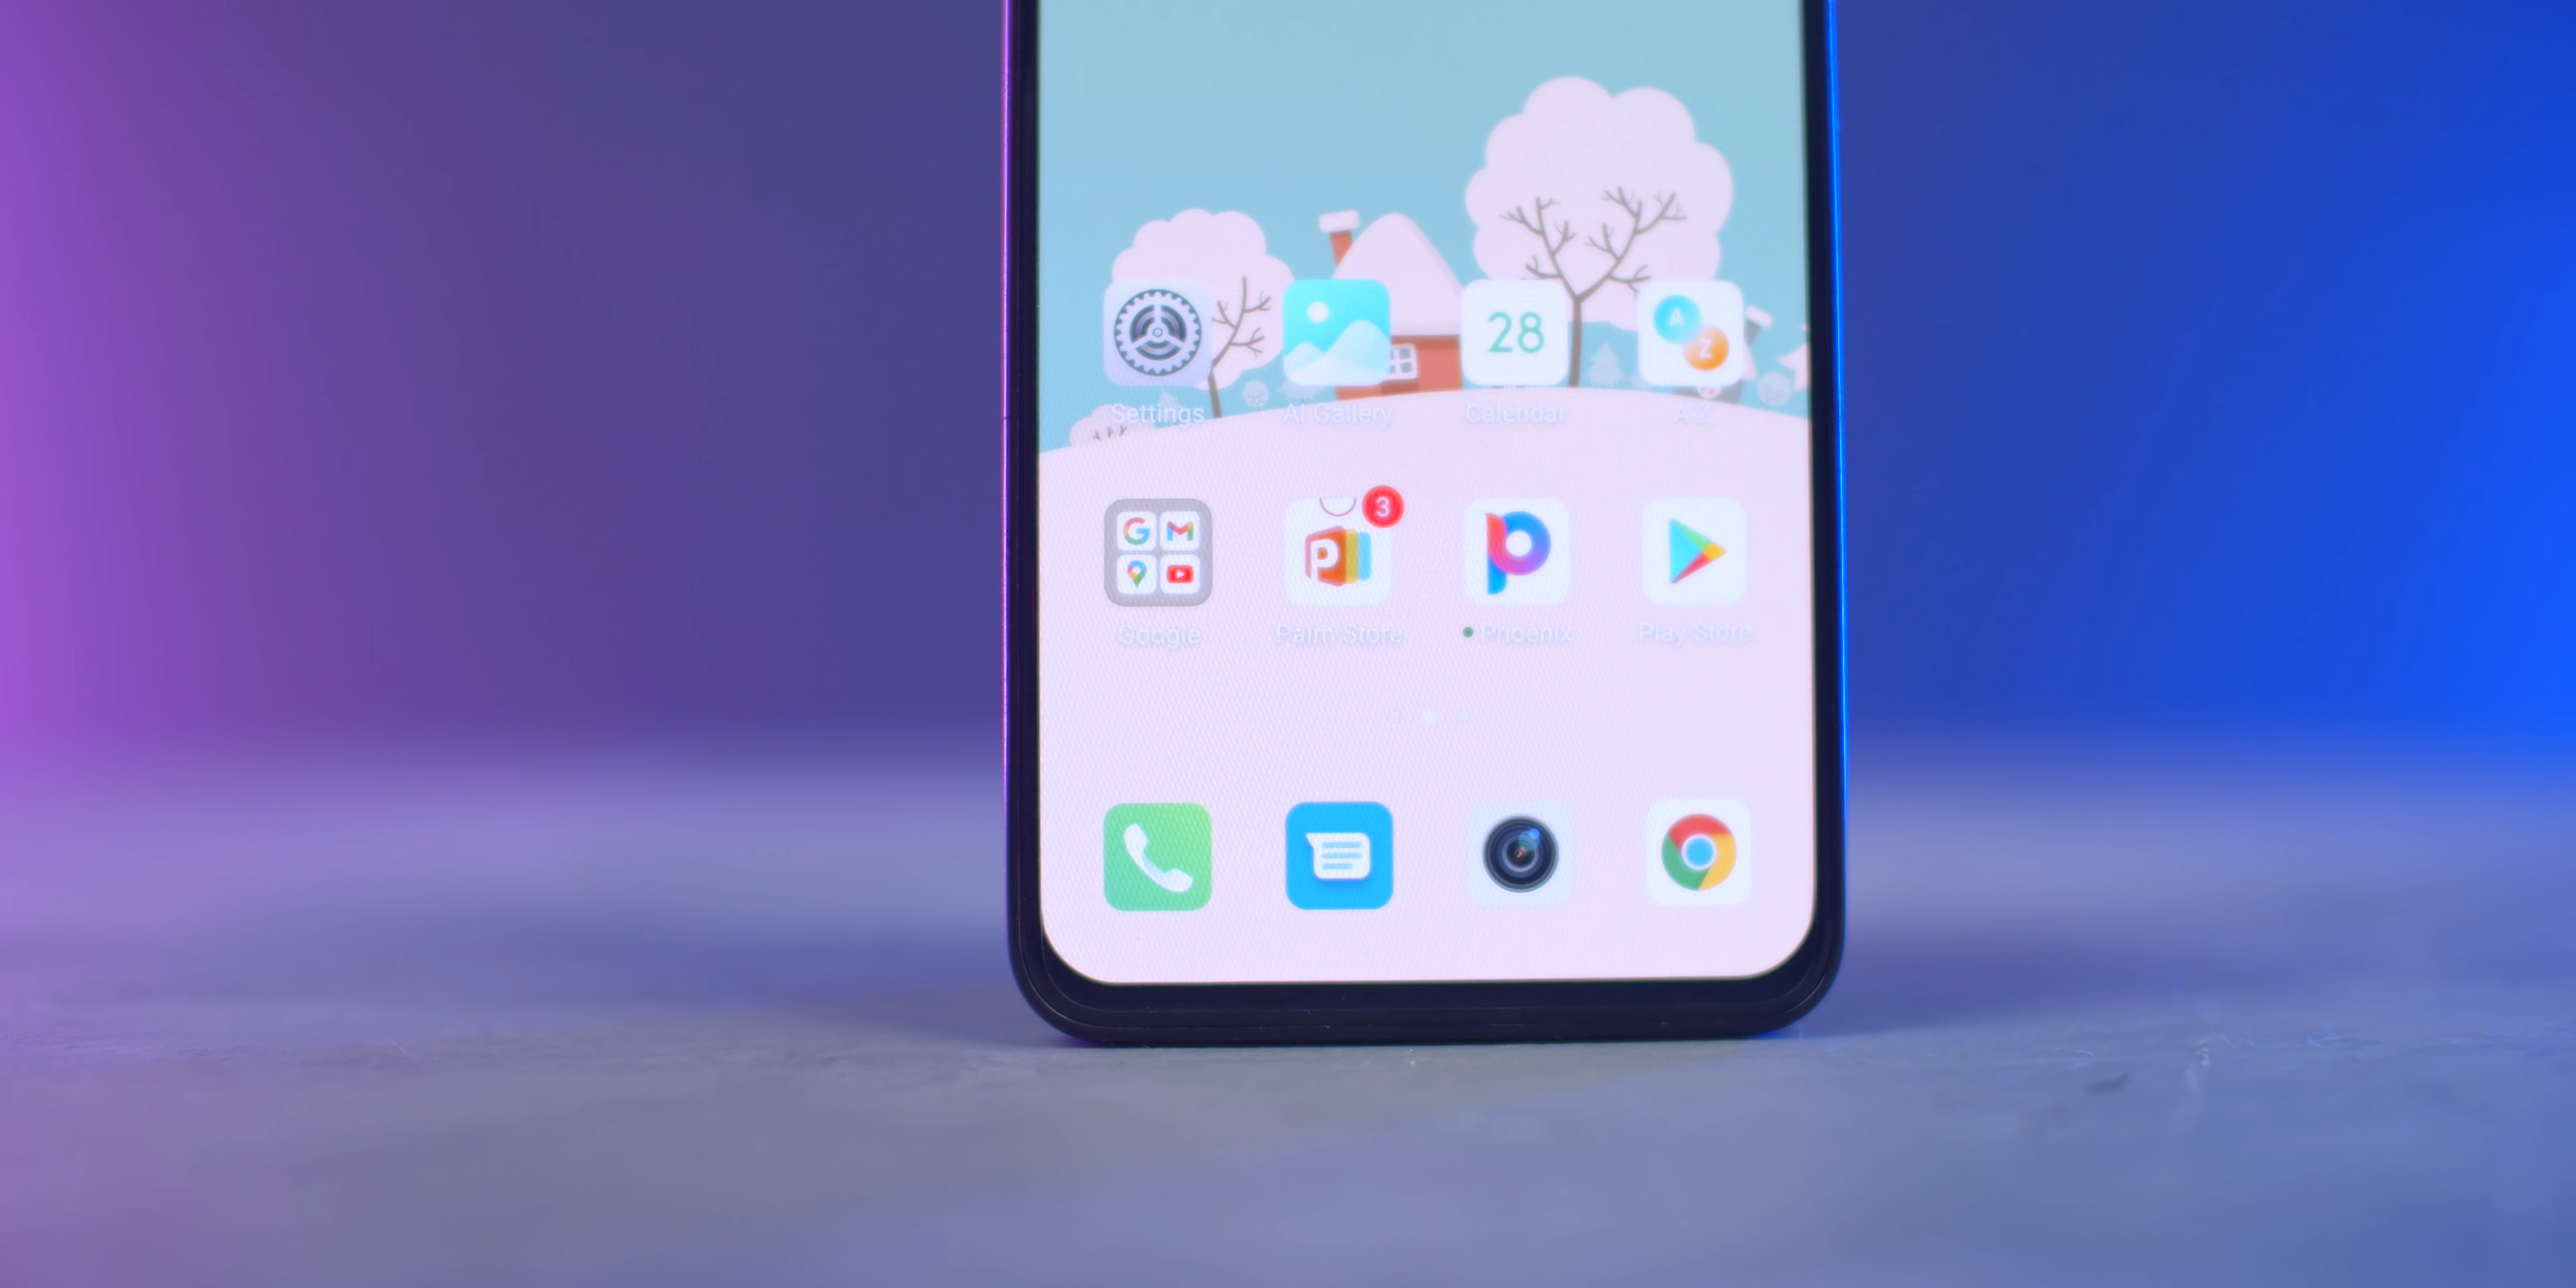 28
A
Z
Settings
AI Gallery
Calendar
A-Z
3
Google
Palm Store
Phoenix
Play Store